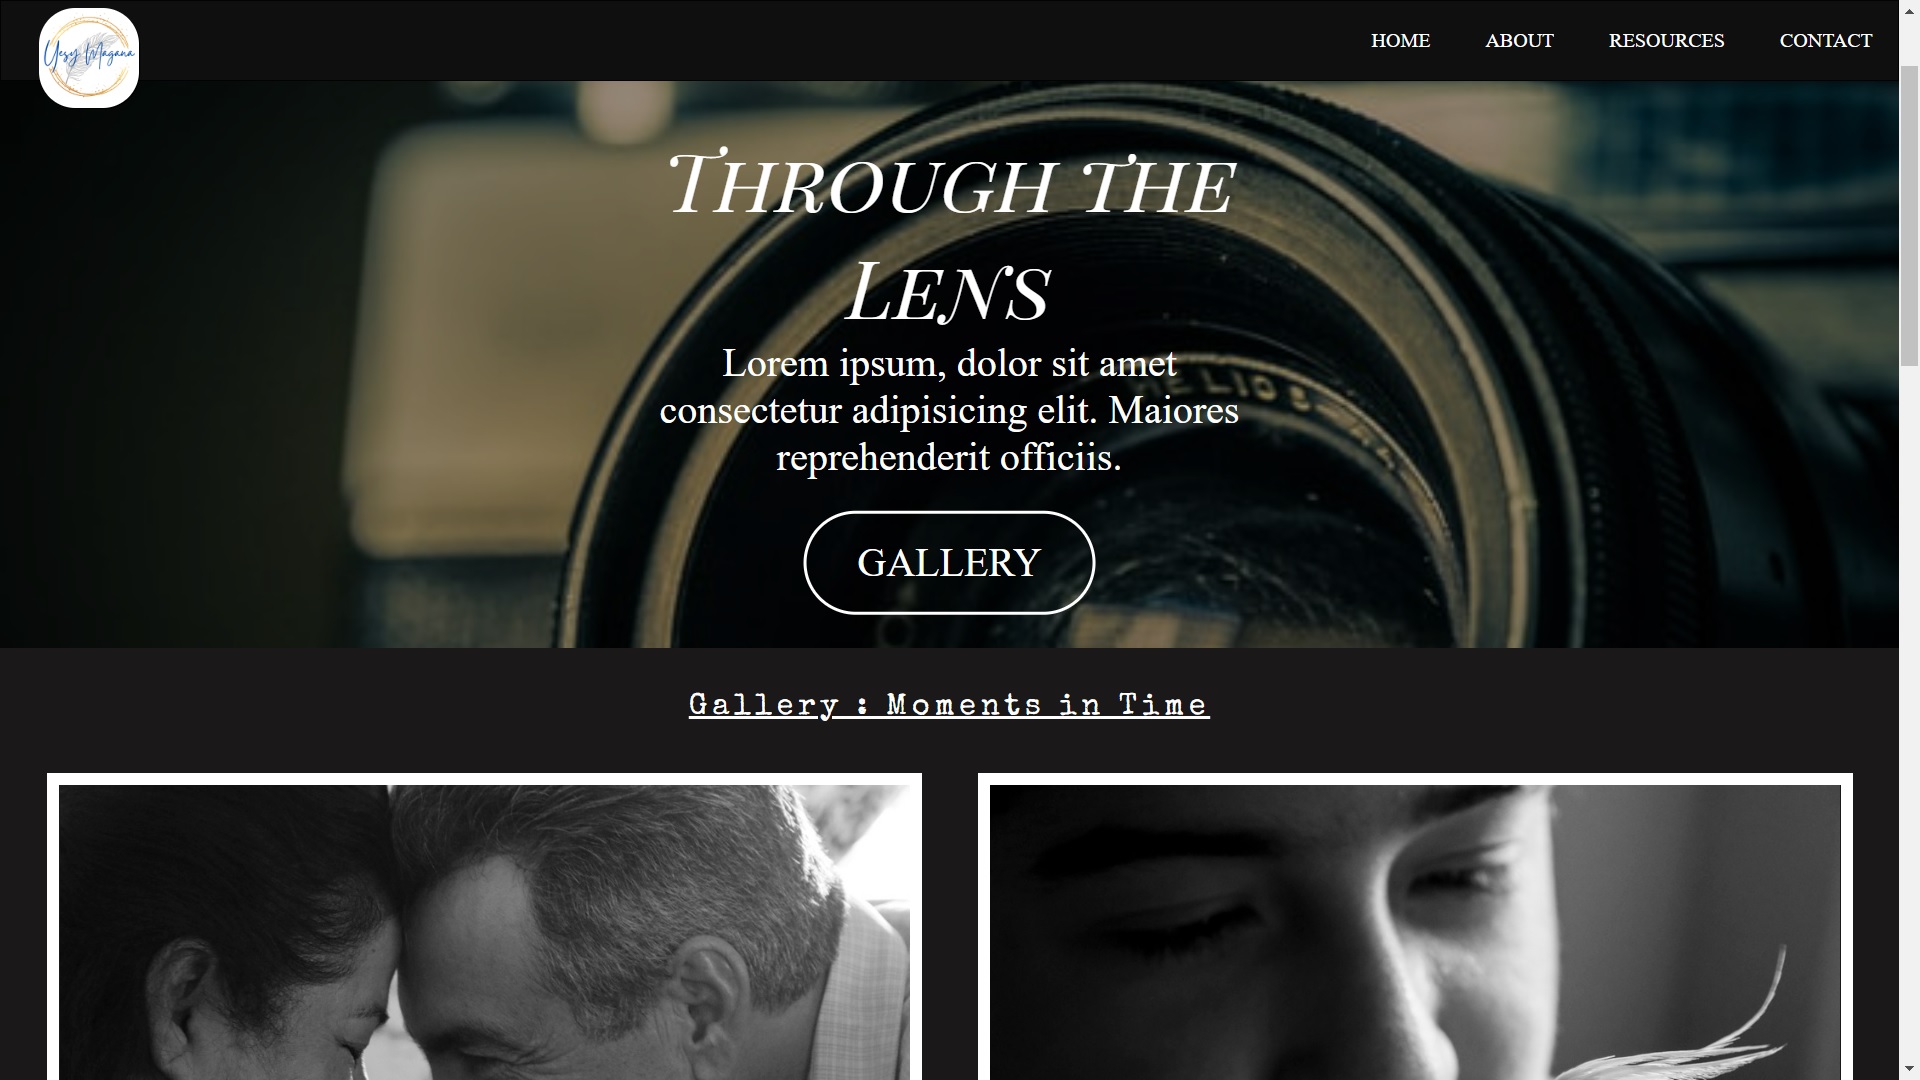 Yesy Magana
HOME ABOUT RESOURCES CONTACT
THROUGH THE
LENS
Lorem ipsum, dolor sit amet
consectetur adipisicing elit. Maiores
reprehenderit officiis.
HELIOS
GALLERY
Gallery : Moments in Time